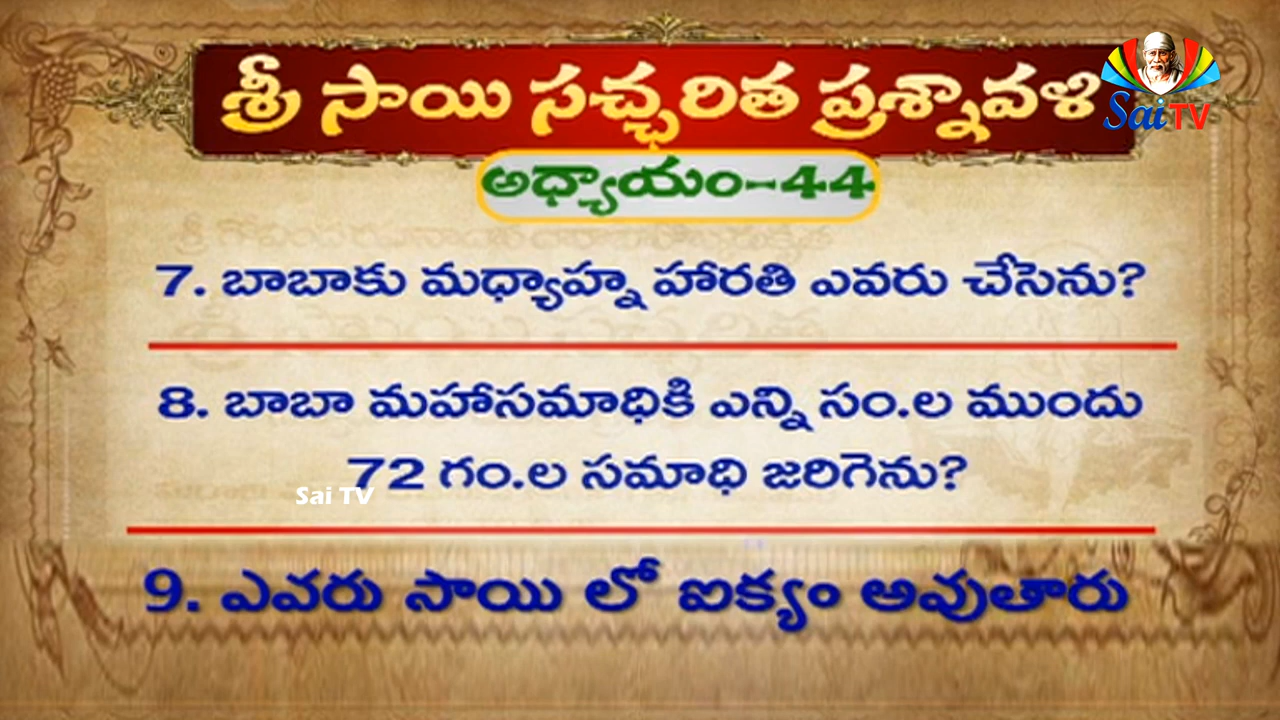 శ్రీ సాయి సచ్ఛరిత ప్రశ్నావళి
Sai TV
అధ్యాయం-44
7. బాబాకు మధ్యాహ్న హారతి ఎవరు చేసెను?
8. బాబా మహాసమాధికి ఎన్ని సం.ల ముందు
72 గం.ల సమాధి జరిగెను?
Sai TV
9. ఎవరు సాయి లో ఐక్యం అవుతారు